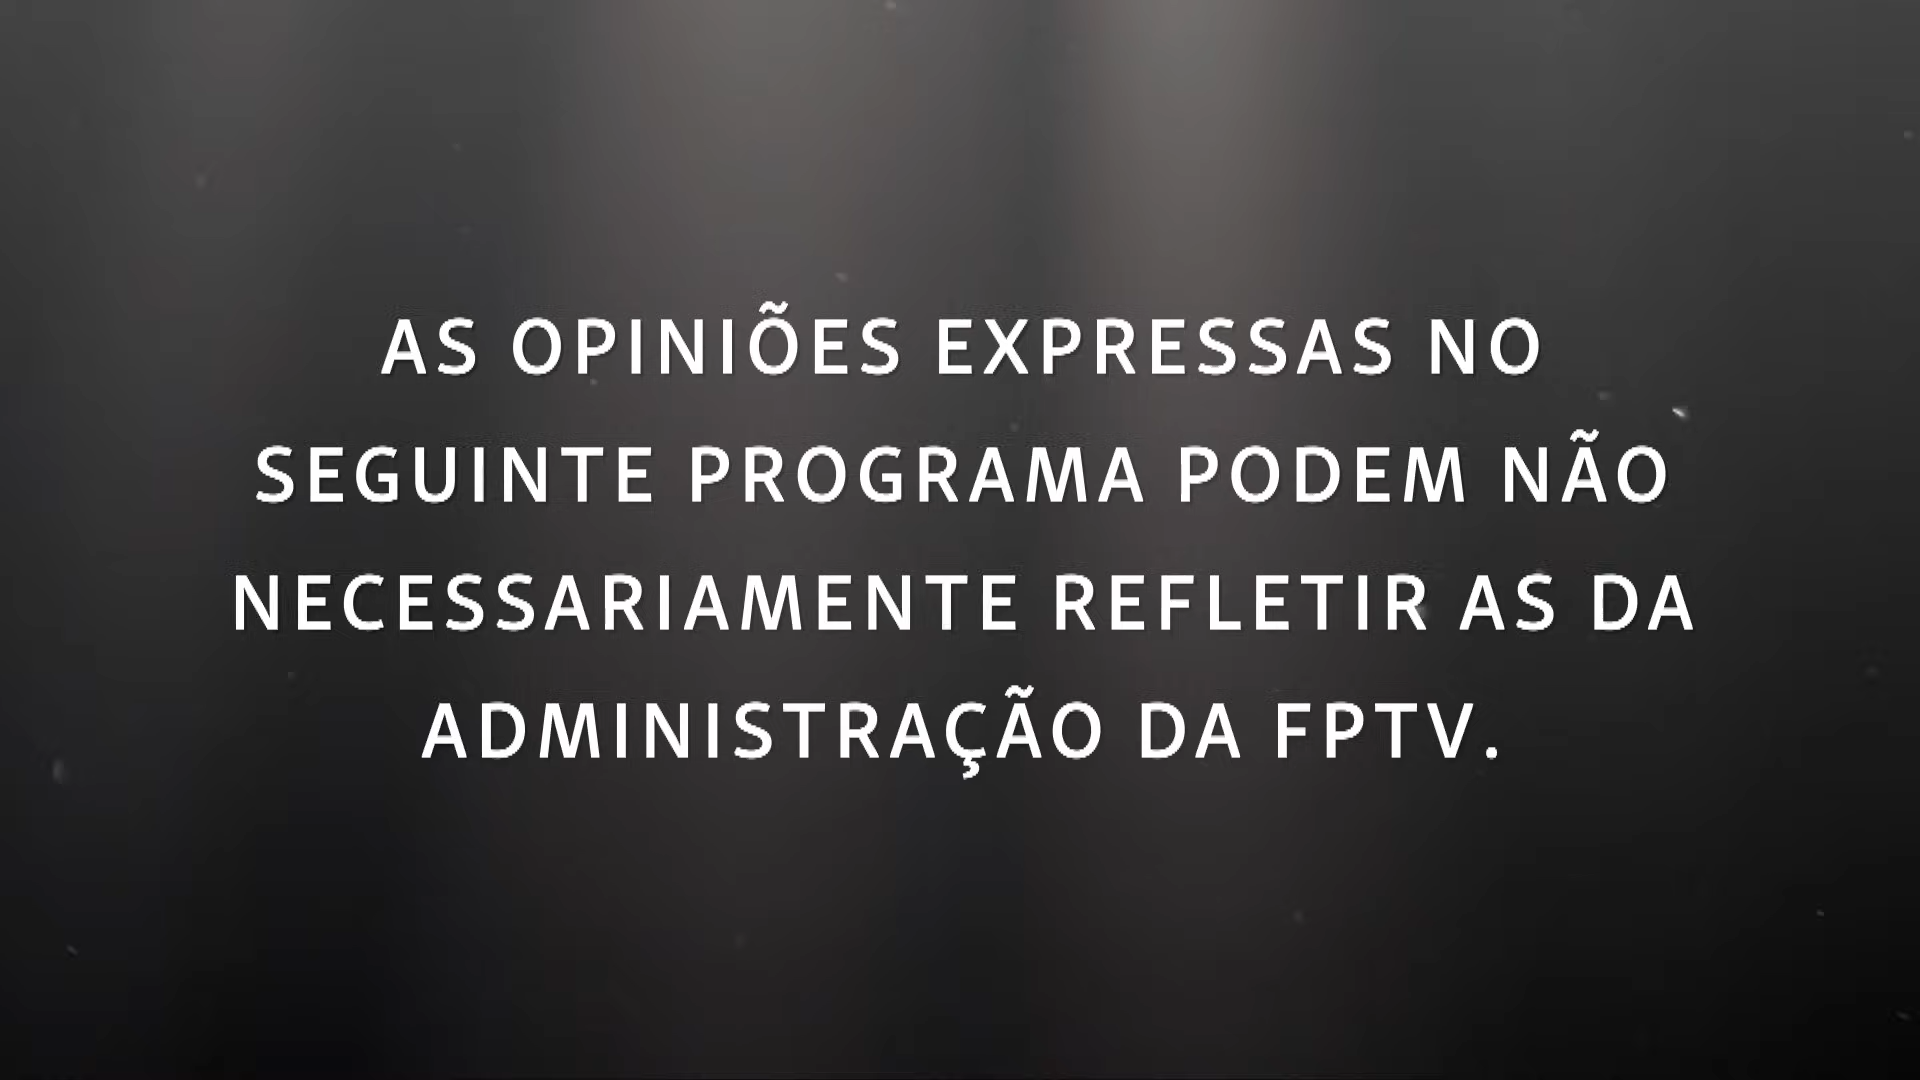 AS OPINIÕES EXPRESSAS NO
SEGUINTE PROGRAMA PODEM NÃO
NECESSARIAMENTE REFLETIR AS DA
ADMINISTRAÇÃO DA FPTV.